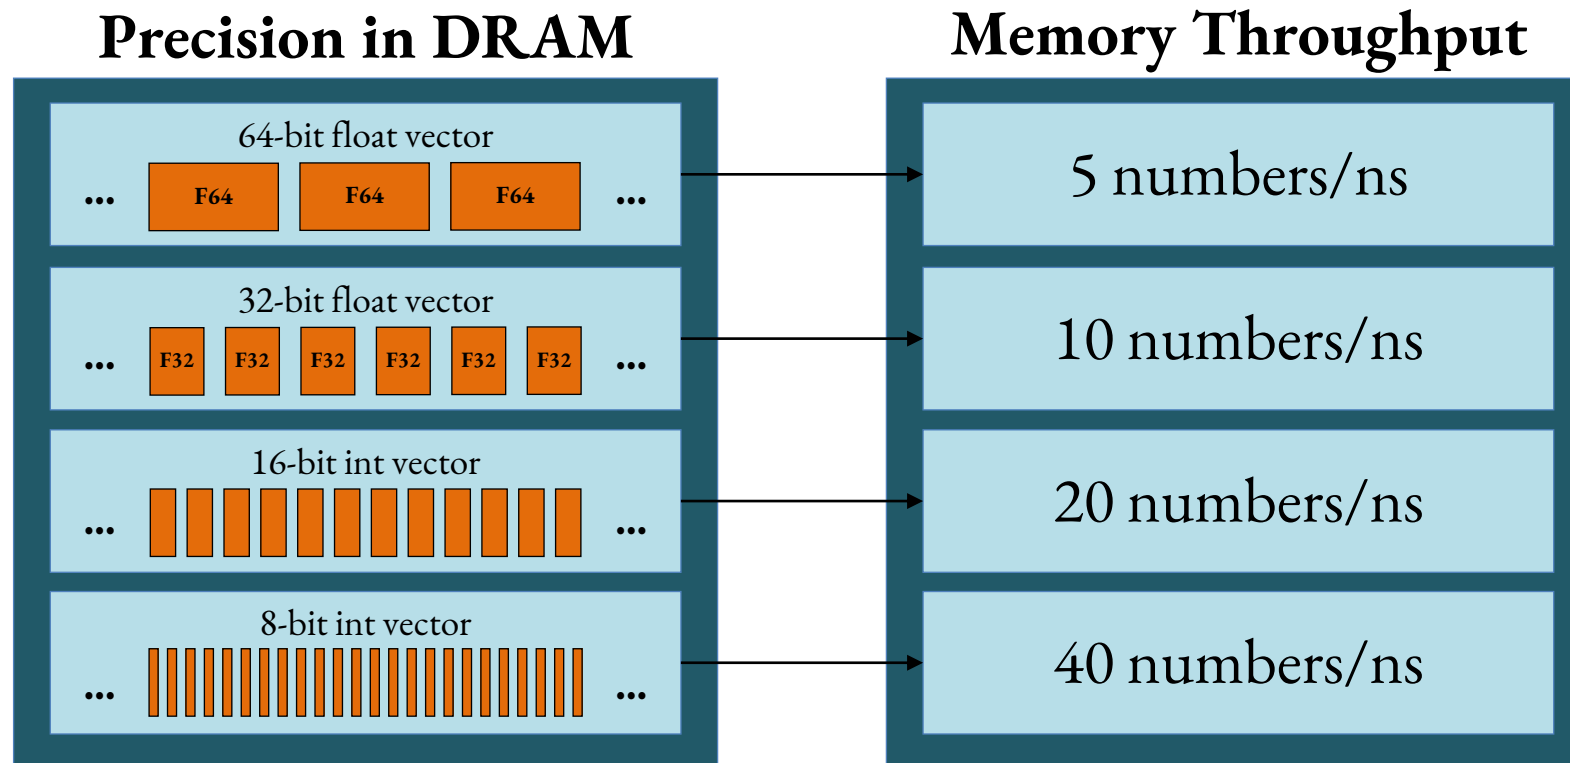 Precision in DRAM
Memory Throughput
64-bit float vector
... F64 F64 F64 ...
5 numbers/ns
32-bit float vector
... F32 F32 F32 F32 F32 F32 ...
10 numbers/ns
16-bit int vector
... ...
20 numbers/ns
8-bit int vector
... ...
40 numbers/ns